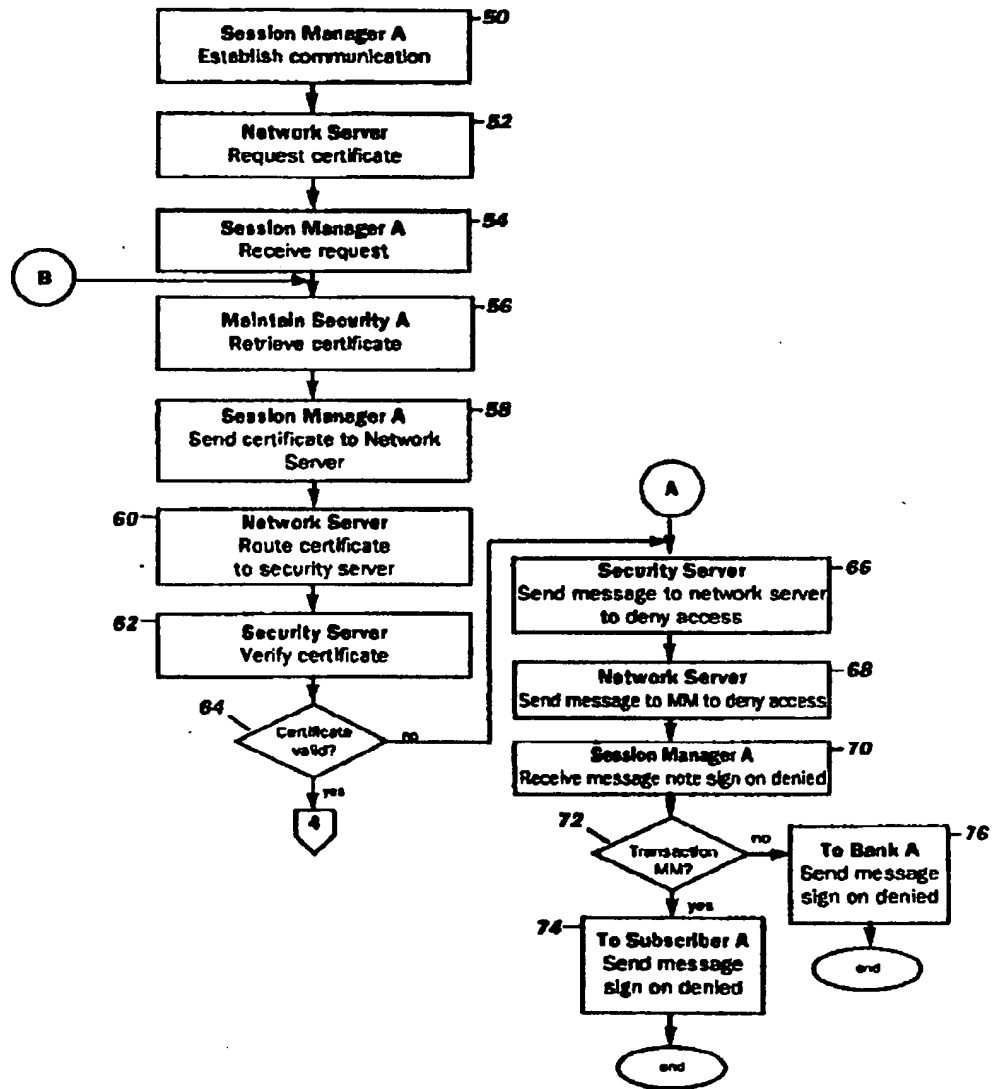 50
Session Manager A
Establish communication
52
Network Server
Request certificate
54
Session Manager A
Receive request
B
56
Maintain Security A
Retrieve certificate
58
Session Manager A
Send certificate to Network
Server
60
Network Server
Route certificate
to security server
62
Security Server
Verify certificate
64
Certificate
valid?
no
yes
4
A
66
Security Server
Send message to network server
to deny access
68
Network Server
Send message to MM to deny access
70
Session Manager A
Receive message note sign on denied
72
Transaction
MM?
no
yes
76
To Bank A
Send message
sign on denied
end
74
To Subscriber A
Send message
sign on denied
end